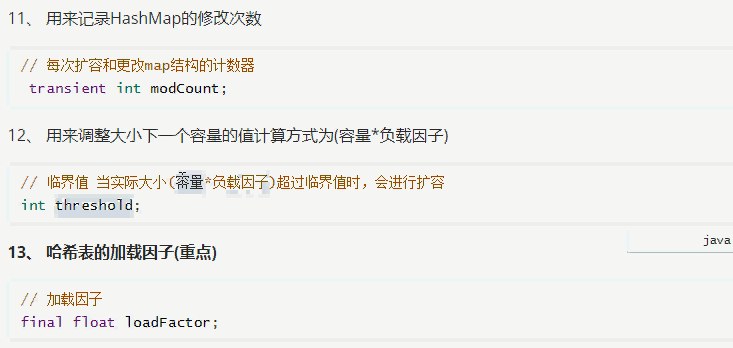 11、 用来记录HashMap的修改次数
// 每次扩容和更改map结构的计数器
transient int modCount;
12、 用来调整大小下一个容量的值计算方式为(容量*负载因子)
// 临界值 当实际大小(容量*负载因子)超过临界值时，会进行扩容
int threshold;
13、 哈希表的加载因子(重点)
java
// 加载因子
final float loadFactor;